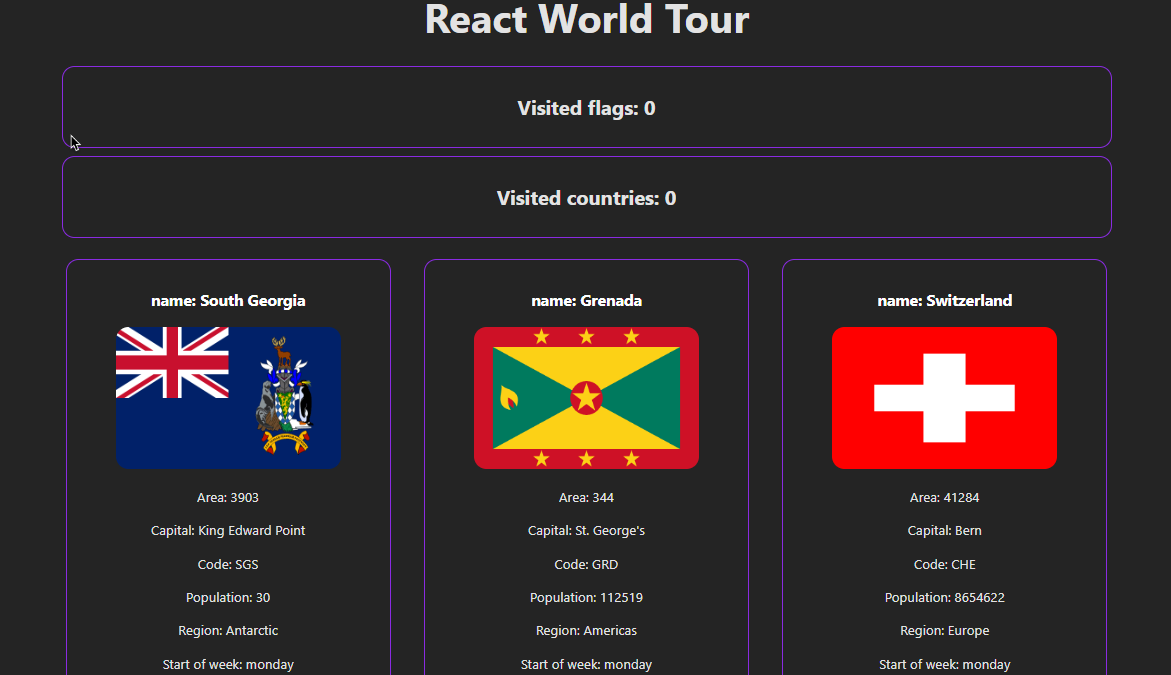 React World Tour
Visited flags: 0
Visited countries: 0
name: South Georgia
Area: 3903
Capital: King Edward Point
Code: SGS
Population: 30
Region: Antarctic
Start of week: monday
name: Grenada
Area: 344
Capital: St. George's
Code: GRD
Population: 112519
Region: Americas
Start of week: monday
name: Switzerland
Area: 41284
Capital: Bern
Code: CHE
Population: 8654622
Region: Europe
Start of week: monday